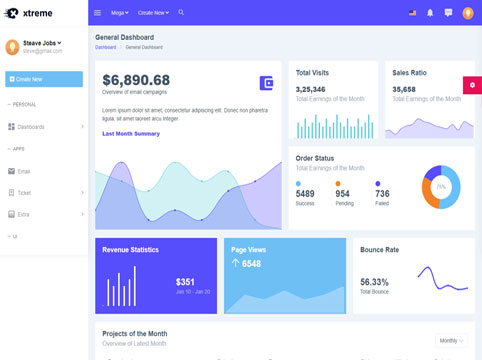 xtreme
Mega
Create New
Steave Jobs
steve@gmail.com
Create New
PERSONAL
Dashboards
APPS
Email
Ticket
Extra
UI
General Dashboard
Dashboard
General Dashboard
$6,890.68
Overview of email campaigns
Lorem ipsum dolor sit amet, consectetur adipiscing elit. Donec non pharetra
ligula, sit amet laoreet arcu.Integer.
Last Month Summary
Total Visits
3,25,346
Total Earnings of the Month
Sales Ratio
35,658
Total Earnings of the Month
Order Status
Total Earnings of the Month
5489
Success
954
Pending
736
Failed
Revenue Statistics
$351
Jan 10 - Jan 20
Page Views
6548
Bounce Rate
56.33%
Total Bounce
Projects of the Month
Overview of Latest Month
Monthly